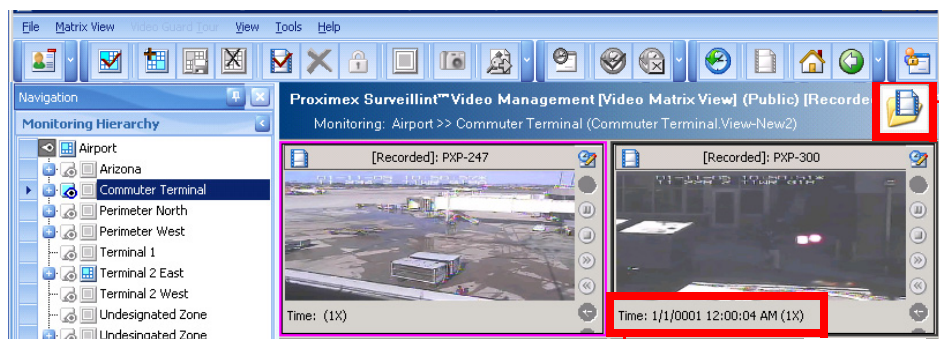 File Matrix View Video Guard Tour View Tools Help
Navigation
Monitoring Hierarchy
Proximex Surveillint™ Video Management [Video Matrix View] (Public) [Recorde
Monitoring: Airport >> Commuter Terminal (Commuter Terminal.View-New2)
Airport
Arizona
Commuter Terminal
Perimeter North
Perimeter West
Terminal 1
Terminal 2 East
Terminal 2 West
Undesignated Zone
Undesingated Zone
[Recorded]: PXP-247
Time: (1X)
[Recorded]: PXP-300
Time: 1/1/0001 12:00:04 AM (1X)